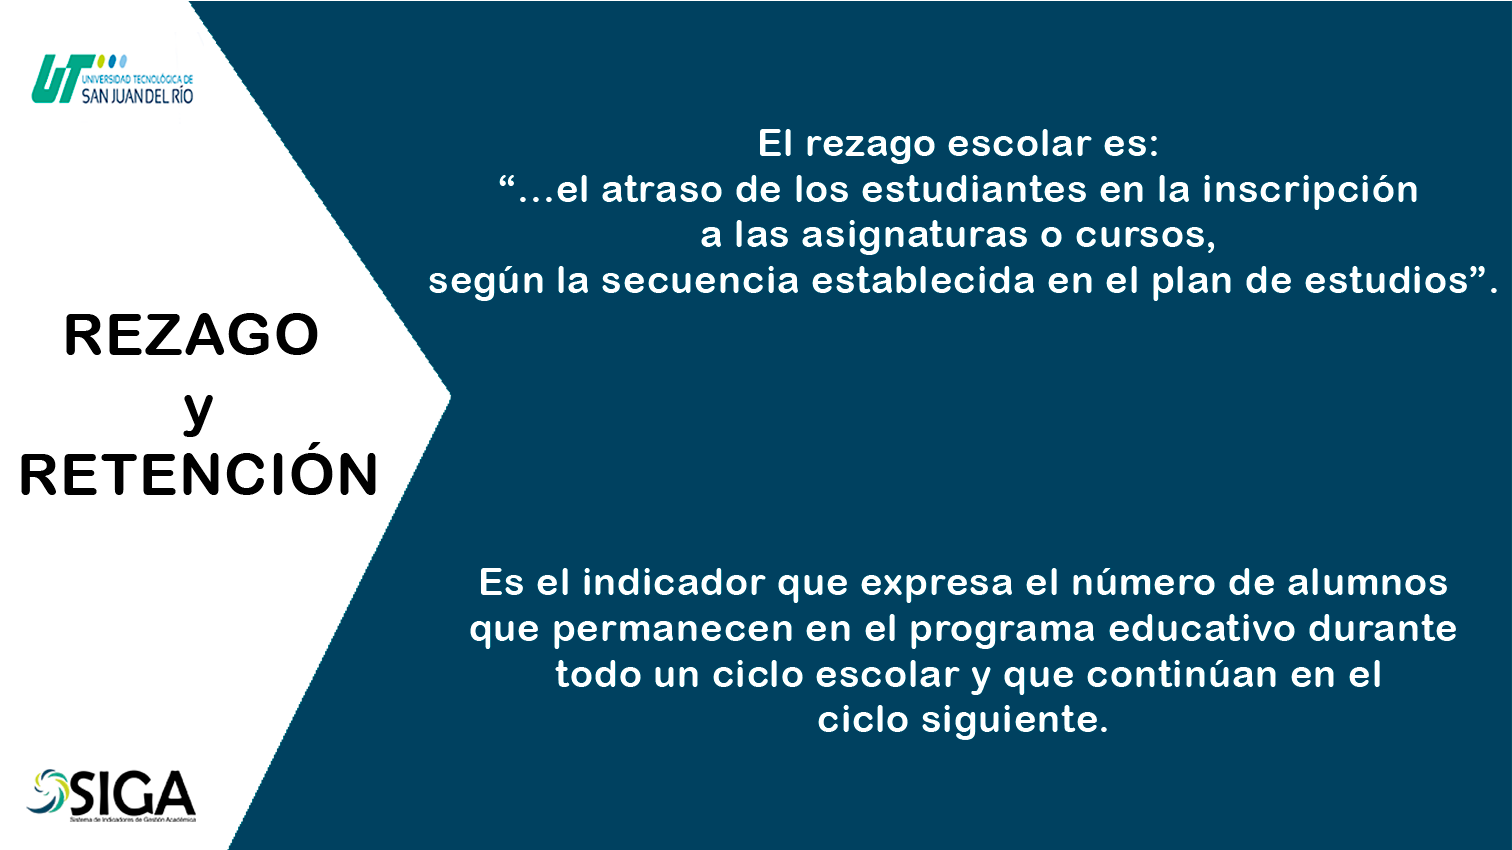 UT
UNIVERSIDAD TECNOLÓGICA DE
SAN JUAN DEL RÍO
REZAGO
y
RETENCIÓN
El rezago escolar es:
“...el atraso de los estudiantes en la inscripción
a las asignaturas o cursos,
según la secuencia establecida en el plan de estudios”.
Es el indicador que expresa el número de alumnos
que permanecen en el programa educativo durante
todo un ciclo escolar y que continúan en el
ciclo siguiente.
SIGA
Sistema de Indicadores de Gestión Académica